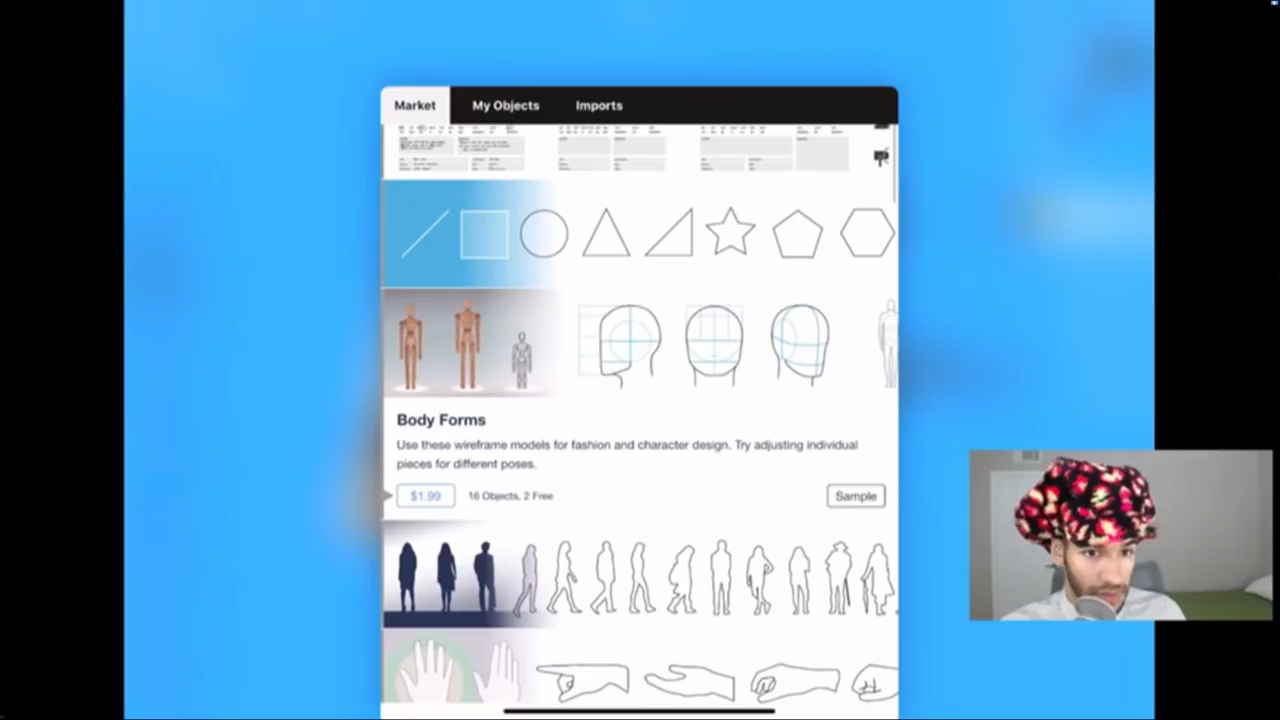 Market My Objects Imports
Body Forms
Use these wireframe models for fashion and character design. Try adjusting individual
pieces for different poses.
$1.99 16 Objects, 2 Free Sample